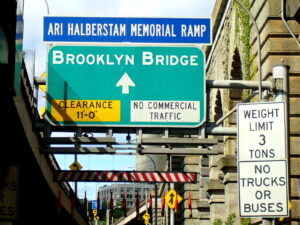 ARI HALBERSTAM MEMORIAL RAMP
BROOKLYN BRIDGE
CLEARANCE
11-0"
NO COMMERCIAL
TRAFFIC
WEIGHT
LIMIT
3
TONS
NO
TRUCKS
OR
BUSES